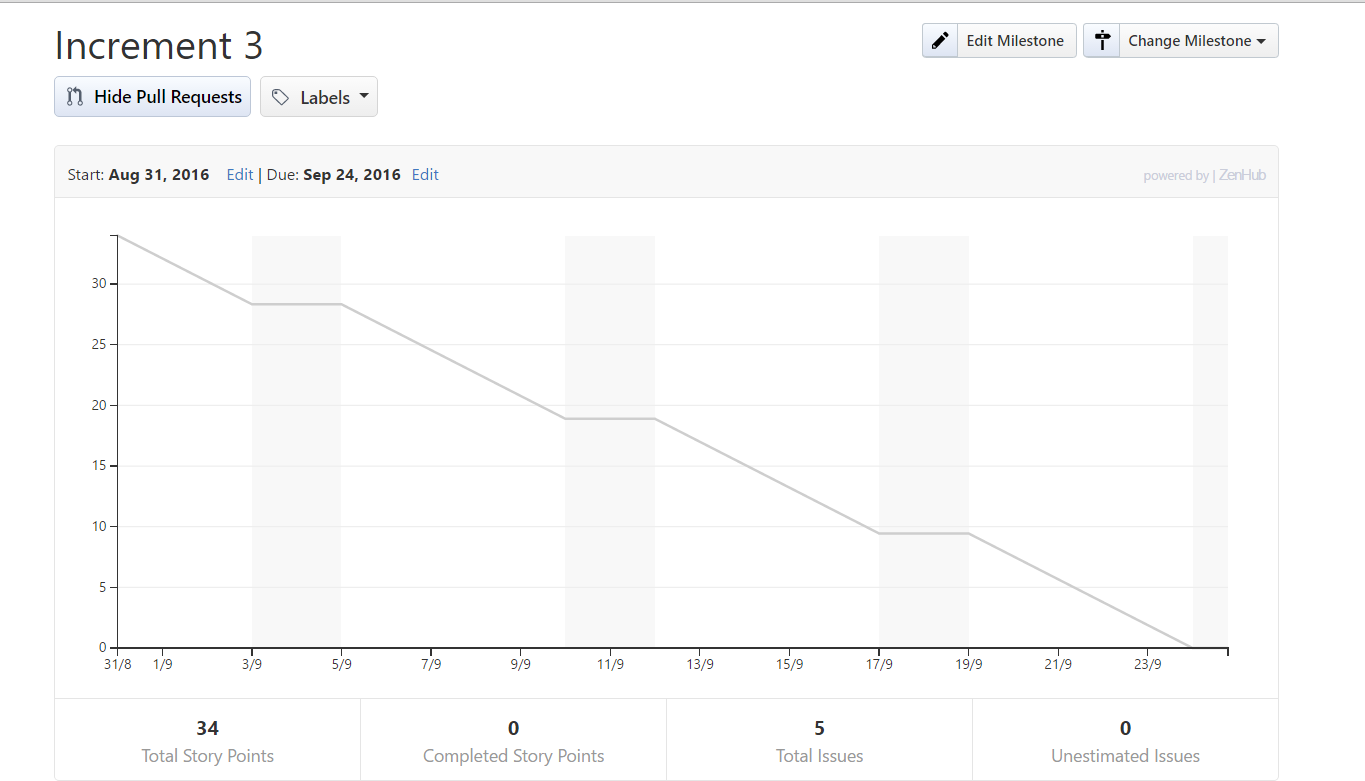 Increment 3
Edit Milestone
Change Milestone
Hide Pull Requests
Labels
Start: Aug 31, 2016 Edit | Due: Sep 24, 2016 Edit
powered by | ZenHub
30
25
20
15
10
5
0
31/8 1/9 3/9 5/9 7/9 9/9 11/9 13/9 15/9 17/9 19/9 21/9 23/9
34 0 5 0
Total Story Points Completed Story Points Total Issues Unestimated Issues